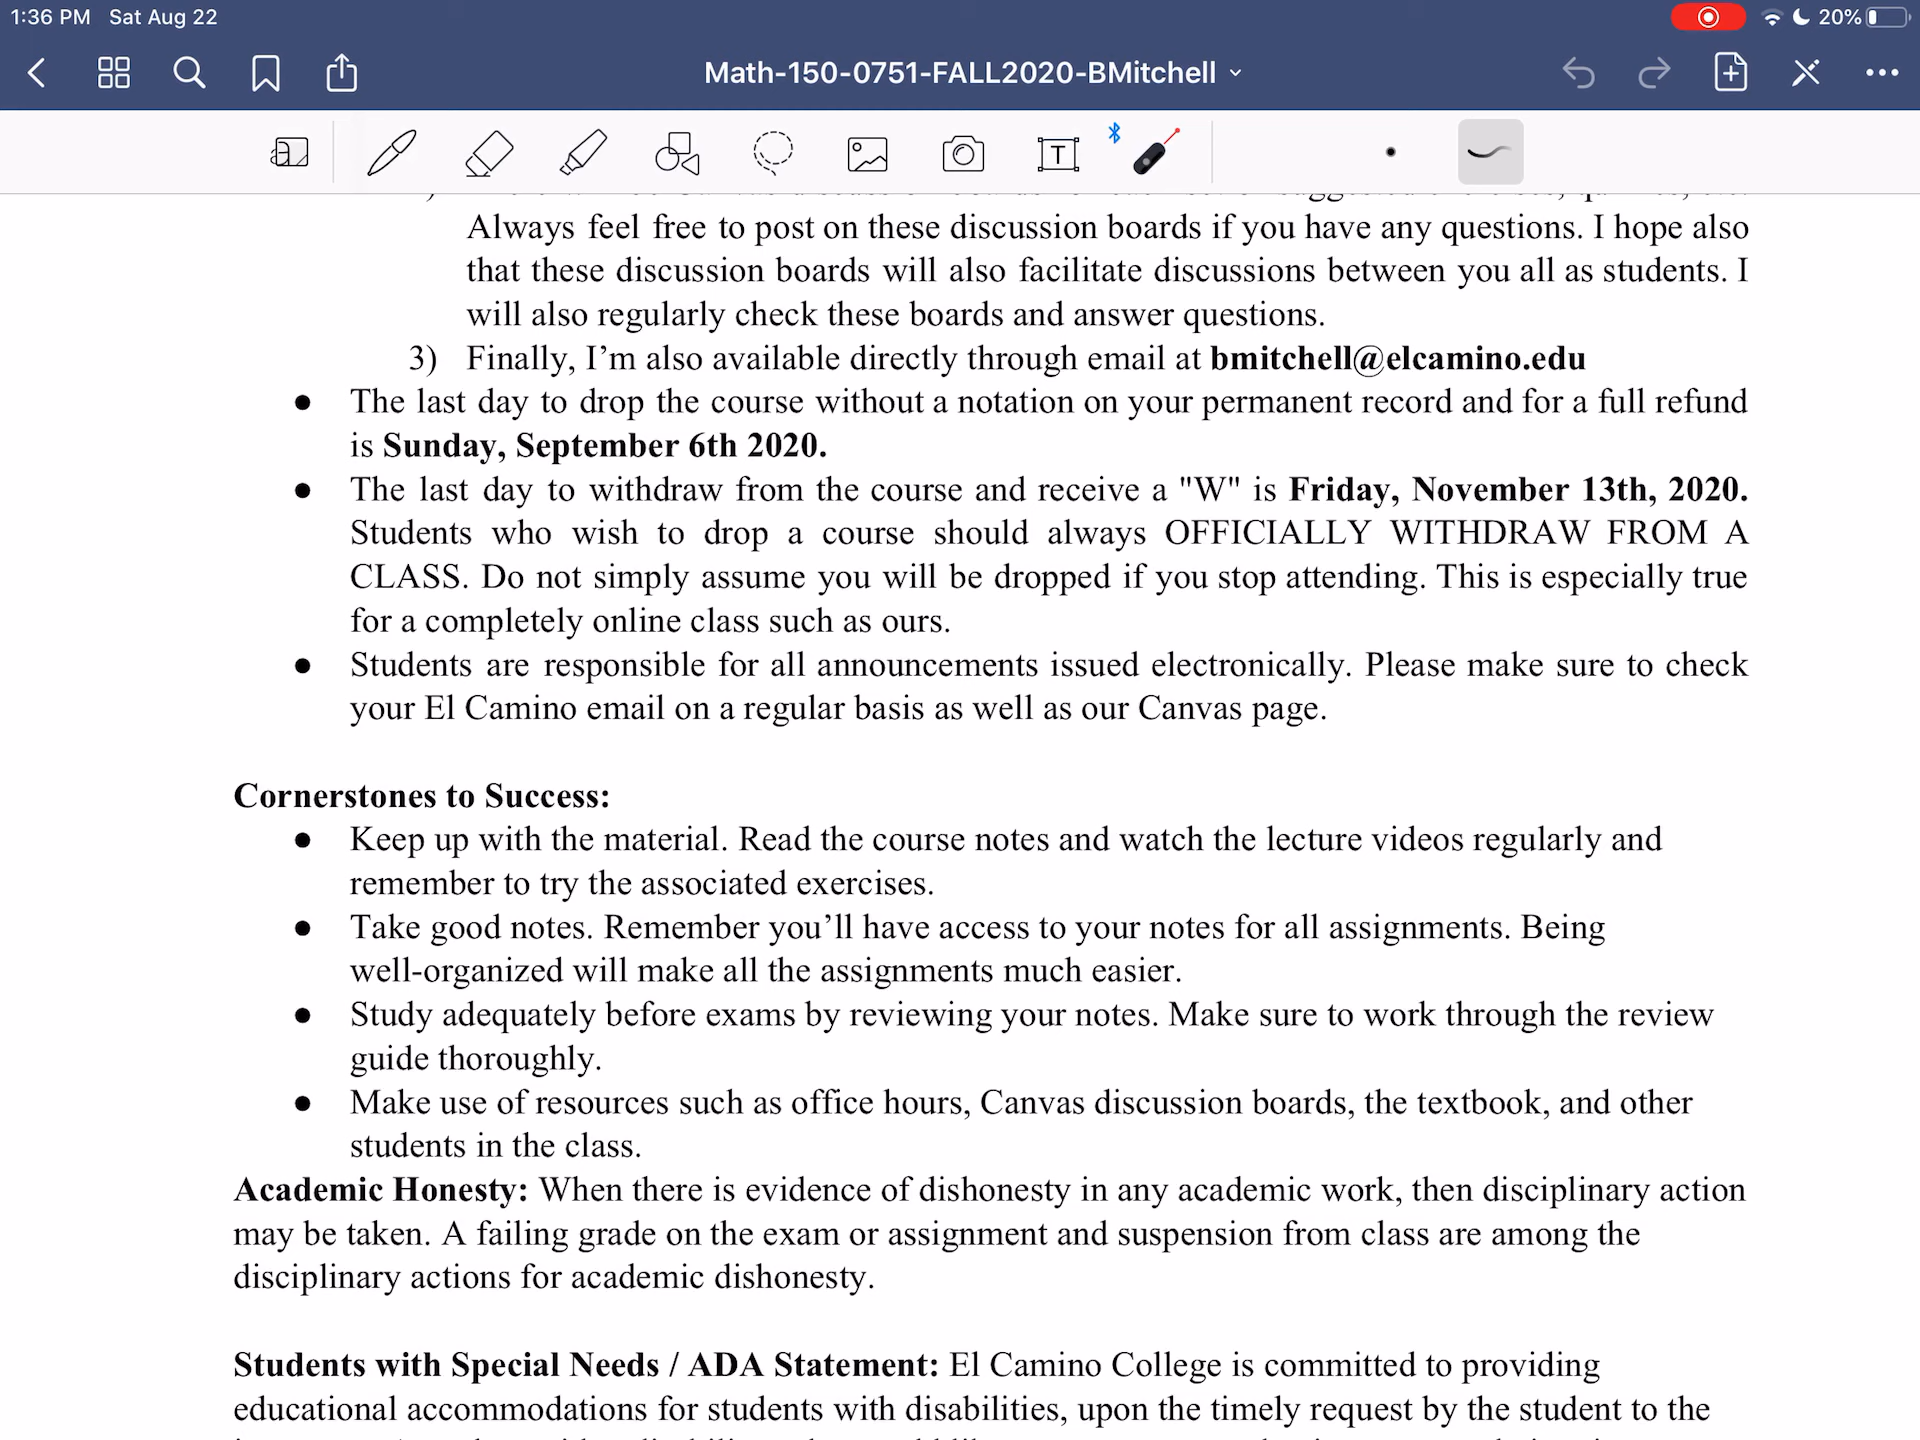 1:36 PM Sat Aug 22
20%
Math-150-0751-FALL2020-BMitchell
T
Always feel free to post on these discussion boards if you have any questions. I hope also
that these discussion boards will also facilitate discussions between you all as students. I
will also regularly check these boards and answer questions.
3) Finally, I’m also available directly through email at bmitchell@elcamino.edu
● The last day to drop the course without a notation on your permanent record and for a full refund
is Sunday, September 6th 2020.
● The last day to withdraw from the course and receive a "W" is Friday, November 13th, 2020.
Students who wish to drop a course should always OFFICIALLY WITHDRAW FROM A
CLASS. Do not simply assume you will be dropped if you stop attending. This is especially true
for a completely online class such as ours.
● Students are responsible for all announcements issued electronically. Please make sure to check
your El Camino email on a regular basis as well as our Canvas page.
Cornerstones to Success:
● Keep up with the material. Read the course notes and watch the lecture videos regularly and
remember to try the associated exercises.
● Take good notes. Remember you’ll have access to your notes for all assignments. Being
well-organized will make all the assignments much easier.
● Study adequately before exams by reviewing your notes. Make sure to work through the review
guide thoroughly.
● Make use of resources such as office hours, Canvas discussion boards, the textbook, and other
students in the class.
Academic Honesty: When there is evidence of dishonesty in any academic work, then disciplinary action
may be taken. A failing grade on the exam or assignment and suspension from class are among the
disciplinary actions for academic dishonesty.
Students with Special Needs / ADA Statement: El Camino College is committed to providing
educational accommodations for students with disabilities, upon the timely request by the student to the